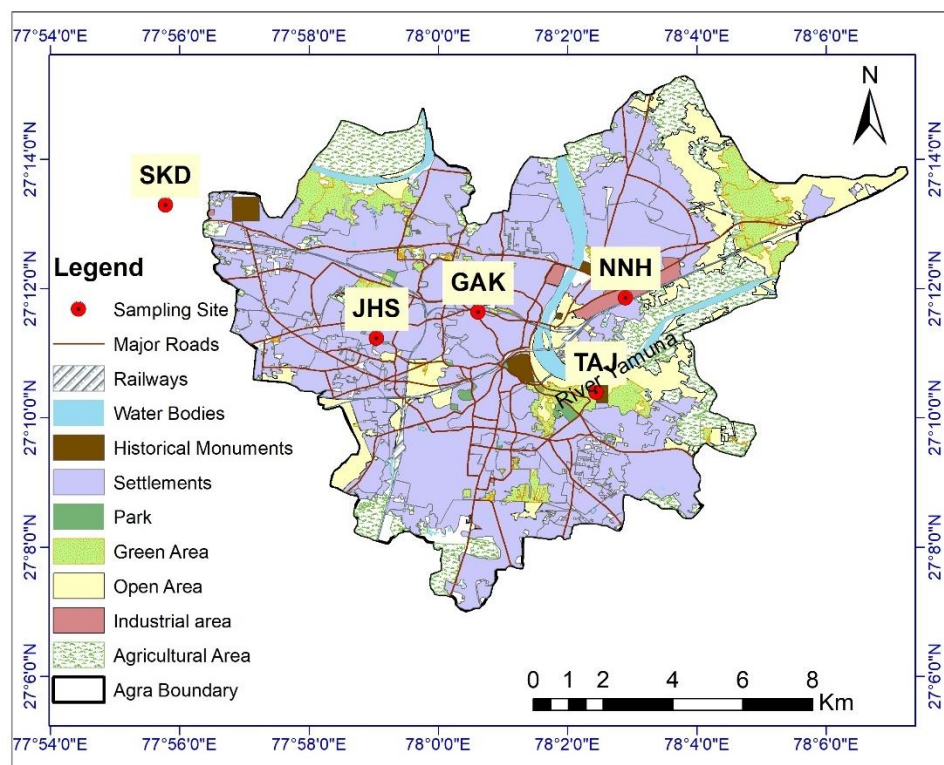 77°54'0"E 77°56'0"E 77°58'0"E 78°0'0"E 78°2'0"E 78°4'0"E 78°6'0"E
N
27°14'0"N 27°14'0"N
SKD
27°12'0"N 27°12'0"N
NNH
GAK
JHS
TAJ
River Yamuna
27°10'0"N 27°10'0"N
27°8'0"N 27°8'0"N
27°6'0"N 27°6'0"N
Legend
Sampling Site
Major Roads
Railways
Water Bodies
Historical Monuments
Settlements
Park
Green Area
Open Area
Industrial area
Agricultural Area
Agra Boundary
0 1 2 4 6 8
Km
77°54'0"E 77°56'0"E 77°58'0"E 78°0'0"E 78°2'0"E 78°4'0"E 78°6'0"E